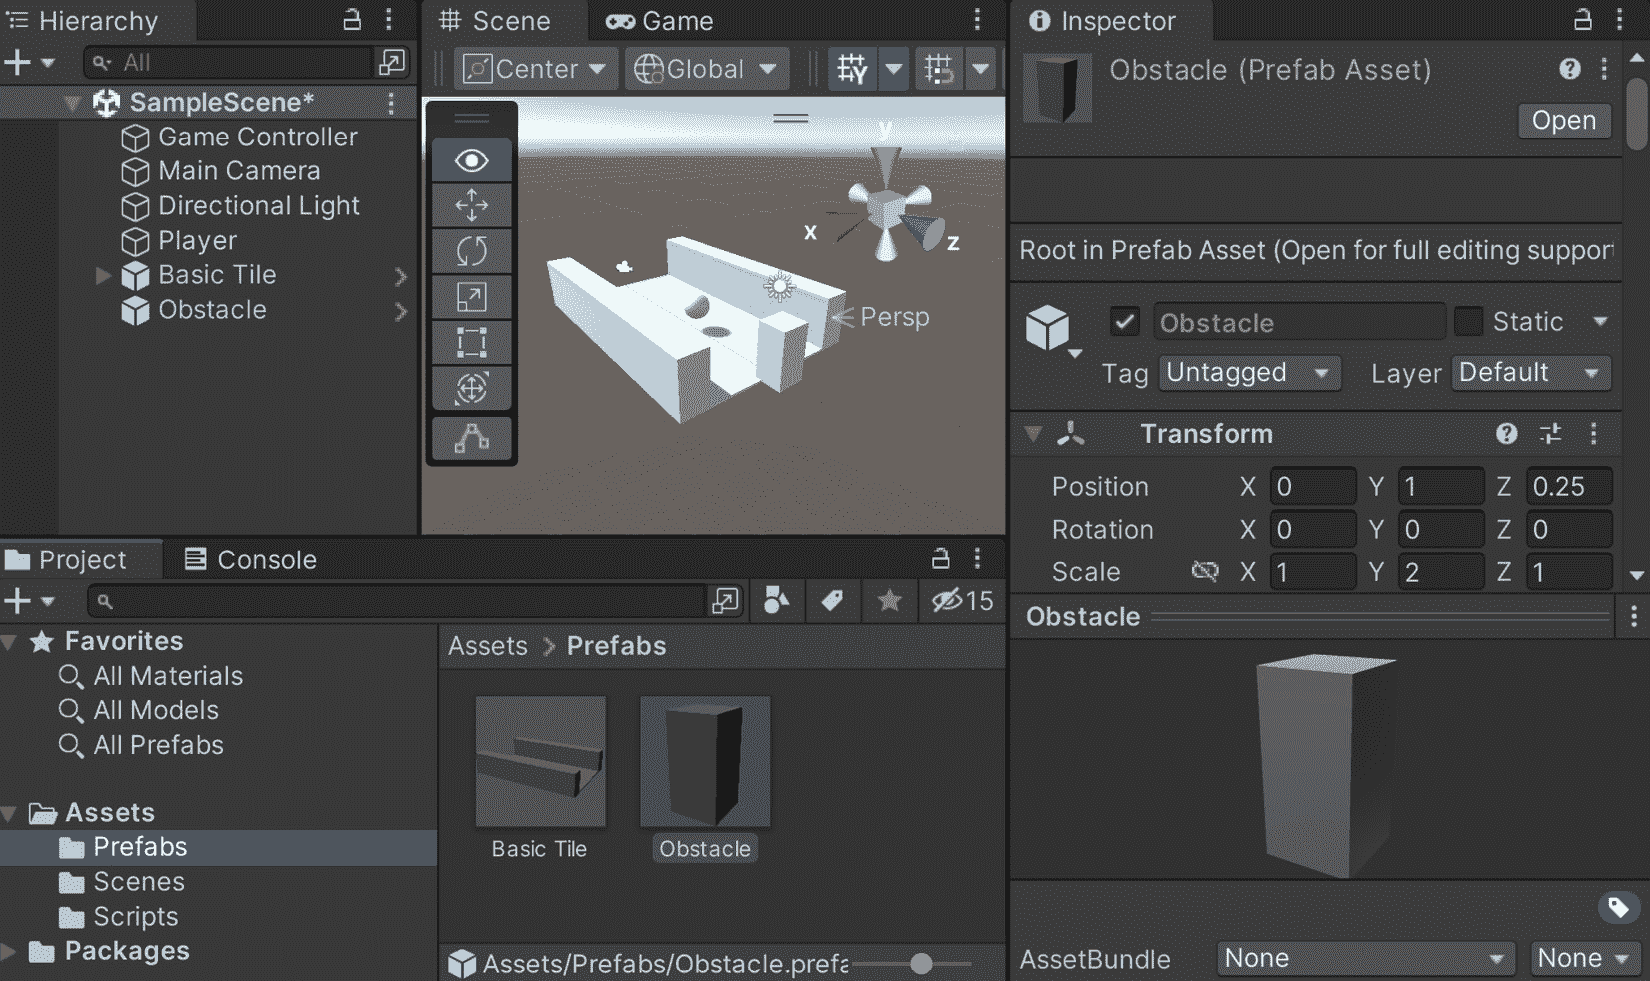 Hierarchy
All
SampleScene*
Game Controller
Main Camera
Directional Light
Player
Basic Tile
Obstacle
Scene
Game
Center
Global
y
x
z
Persp
Project
Console
15
Favorites
All Materials
All Models
All Prefabs
Assets
Prefabs
Scenes
Scripts
Packages
Assets > Prefabs
Basic Tile
Obstacle
Assets/Prefabs/Obstacle.prefa
Inspector
Obstacle (Prefab Asset)
Open
Root in Prefab Asset (Open for full editing suppor
Obstacle
Static
Tag Untagged Layer Default
Transform
Position X 0 Y 1 Z 0.25
Rotation X 0 Y 0 Z 0
Scale X 1 Y 2 Z 1
Obstacle
AssetBundle None None